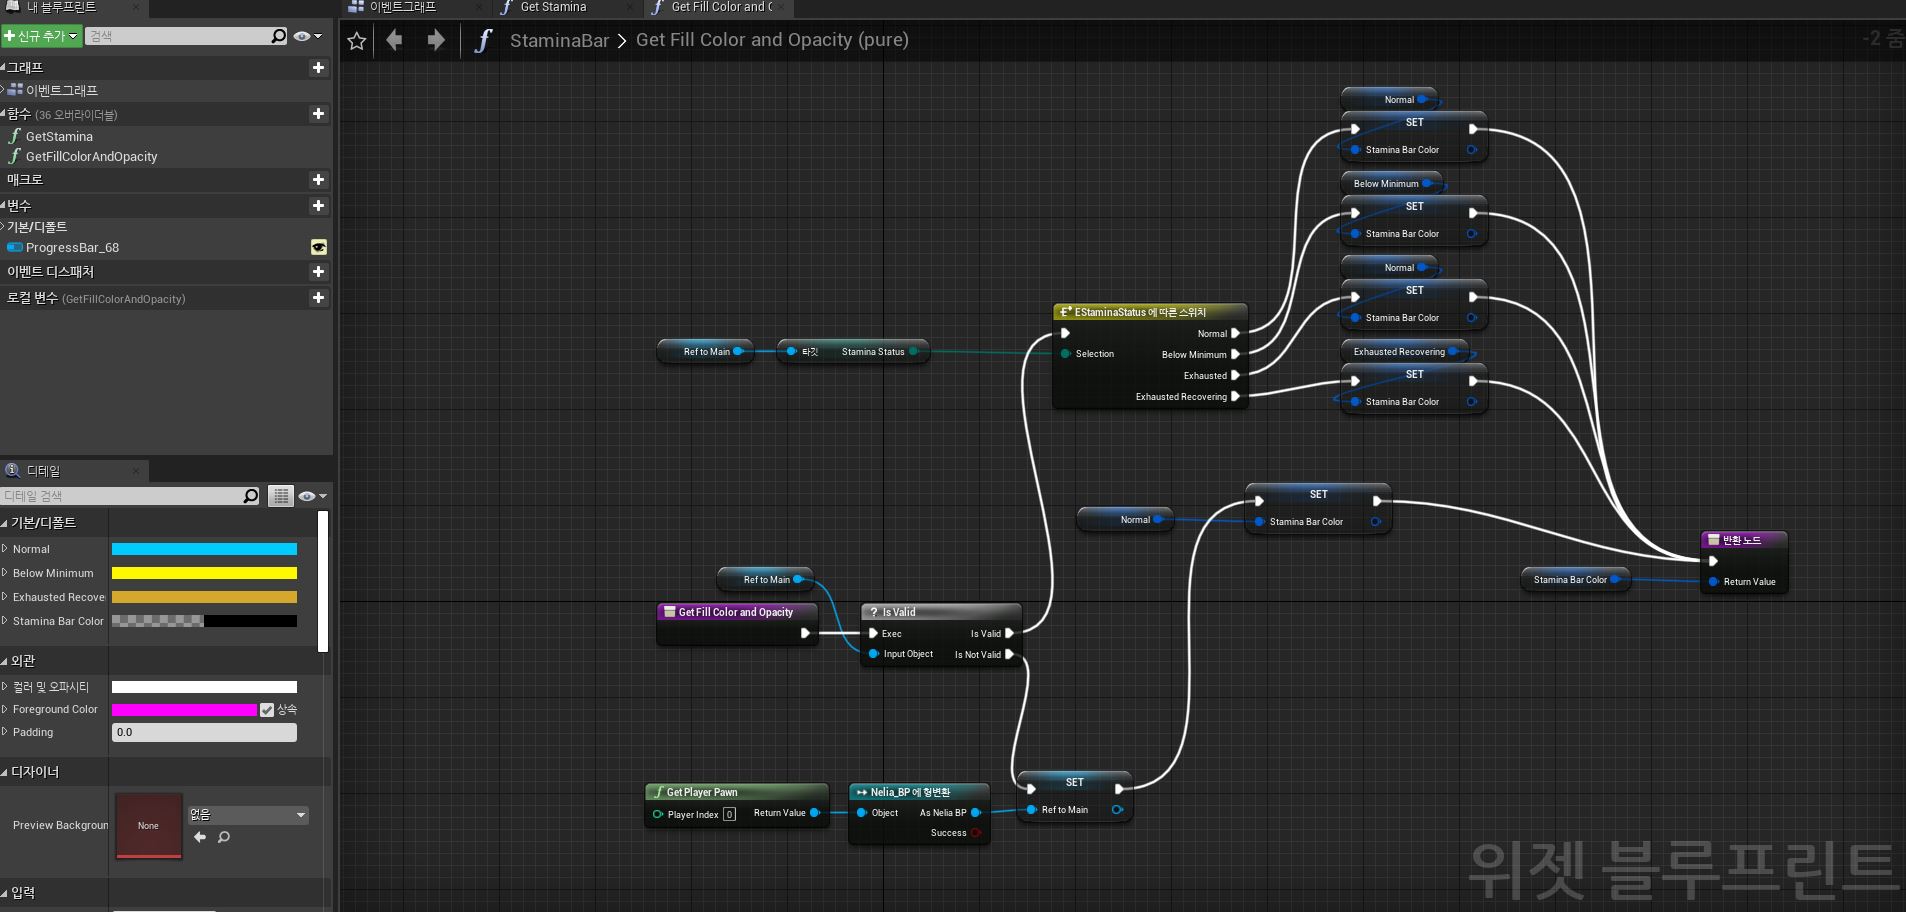 내 블루프린트
신규 추가
검색
그래프
이벤트그래프
함수 (36 오버라이더블)
GetStamina
GetFillColorAndOpacity
매크로
변수
기본/디폴트
ProgressBar_68
이벤트 디스패처
로컬 변수 (GetFillColorAndOpacity)
디테일
디테일 검색
기본/디폴트
Normal
Below Minimum
Exhausted Recove
Stamina Bar Color
외관
컬러 및 오파시티
Foreground Color
상속
Padding
0.0
디자이너
Preview Backgroun
None
없음
입력
이벤트그래프
Get Stamina
Get Fill Color and C
StaminaBar > Get Fill Color and Opacity (pure)
-2 줌
Normal
SET
Stamina Bar Color
Below Minimum
SET
Stamina Bar Color
Normal
SET
Stamina Bar Color
Exhausted Recovering
SET
Stamina Bar Color
EStaminaStatus 에 따른 스위치
Normal
Selection
Below Minimum
Exhausted
Exhausted Recovering
Ref to Main
타깃
Stamina Status
SET
Stamina Bar Color
Normal
반환 노드
Return Value
Stamina Bar Color
Ref to Main
Get Fill Color and Opacity
Is Valid
Exec
Is Valid
Input Object
Is Not Valid
SET
Ref to Main
Get Player Pawn
Player Index 0
Return Value
Nelia_BP 에 형변환
Object
As Nelia BP
Success
위젯 블루프린트